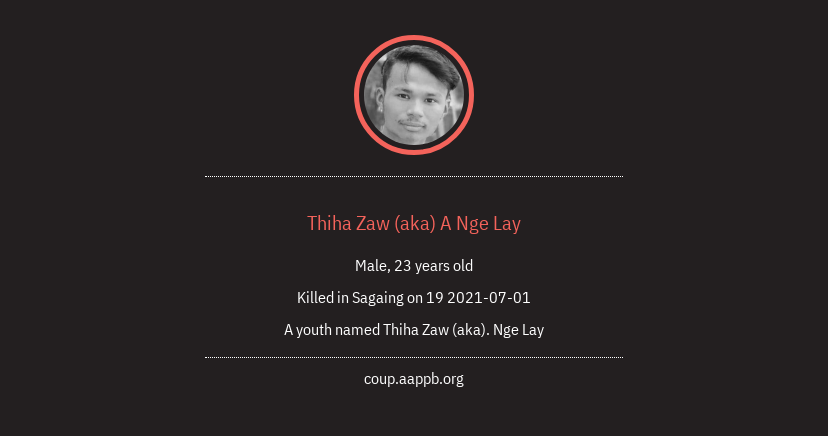 Thiha Zaw (aka) A Nge Lay
Male, 23 years old
Killed in Sagaing on 19 2021-07-01
A youth named Thiha Zaw (aka). Nge Lay
coup.aappb.org